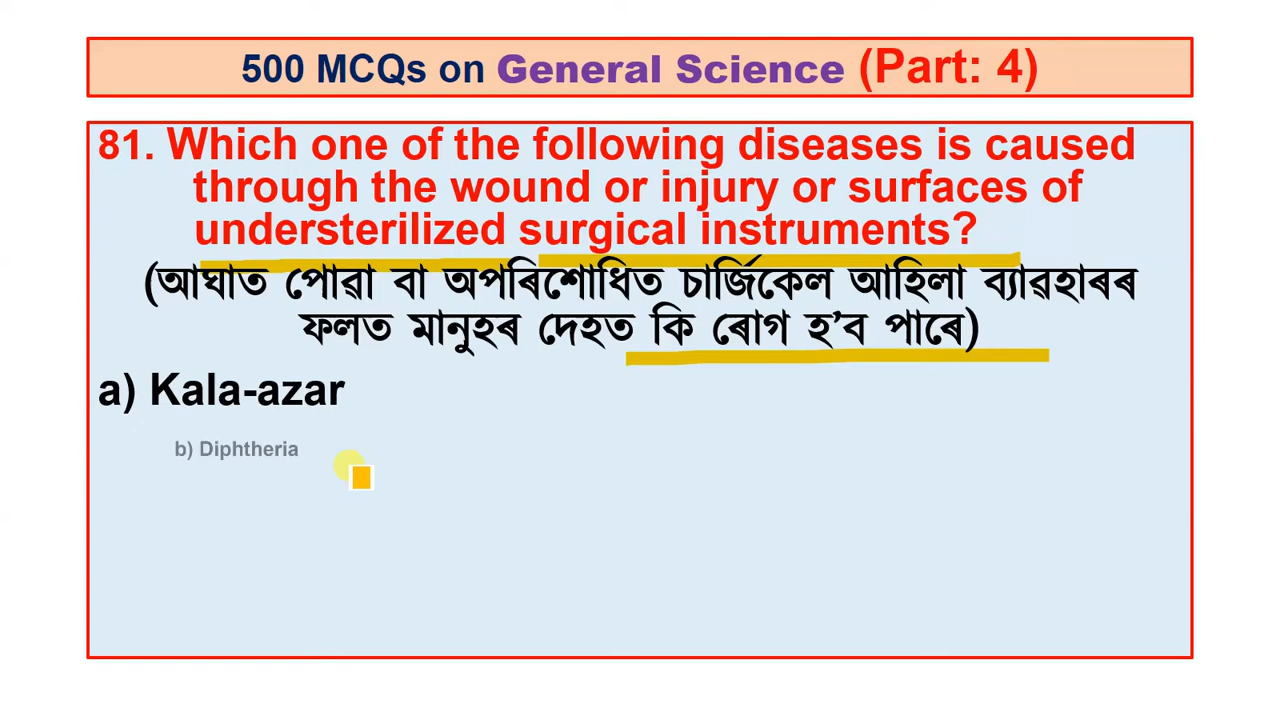 500 MCQs on General Science (Part: 4)
81. Which one of the following diseases is caused
through the wound or injury or surfaces of
understerilized surgical instruments?
(আঘাত পোৱা বা অপৰিশোধিত চাৰ্জিকেল আহিলা ব্যাৱহাৰৰ
ফলত মানুহৰ দেহত কি ৰোগ হ’ব পাৰে)
a) Kala-azar
b) Diphtheria